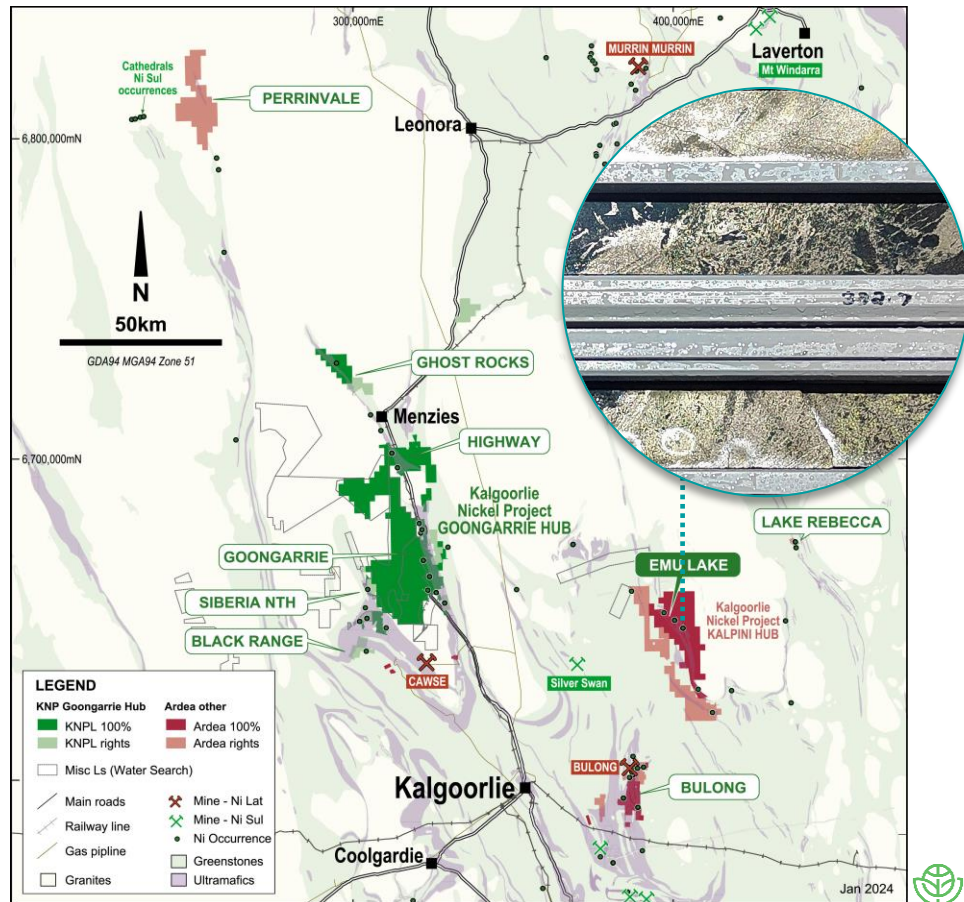 300,000mE
400,000mE
MURRIN MURRIN
Laverton
Mt Windarra
Cathedrals
Ni Sul
occurrences
PERRINVALE
Leonora
6,800,000mN
N
50km
GDA94 MGA94 Zone 51
332.7
GHOST ROCKS
Menzies
HIGHWAY
6,700,000mN
Kalgoorlie
Nickel Project
GOONGARRIE HUB
LAKE REBECCA
GOONGARRIE
EMU LAKE
SIBERIA NTH
Kalgoorlie
Nickel Project
KALPINI HUB
BLACK RANGE
CAWSE
Silver Swan
LEGEND
KNP Goongarrie Hub
Ardea other
KNPL 100%
Ardea 100%
KNPL rights
Ardea rights
Misc Ls (Water Search)
Main roads
Mine - Ni Lat
Railway line
Mine - Ni Sul
Gas pipline
Ni Occurrence
Greenstones
Granites
Ultramafics
BULONG
BULONG
Kalgoorlie
Coolgardie
Jan 2024